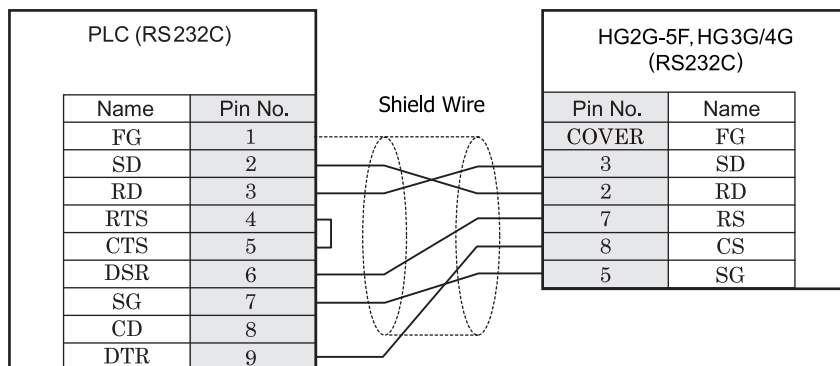 PLC (RS232C)
Name Pin No.
FG 1
SD 2
RD 3
RTS 4
CTS 5
DSR 6
SG 7
CD 8
DTR 9
Shield Wire
HG2G-5F, HG3G/4G
(RS232C)
Pin No. Name
COVER FG
3 SD
2 RD
7 RS
8 CS
5 SG